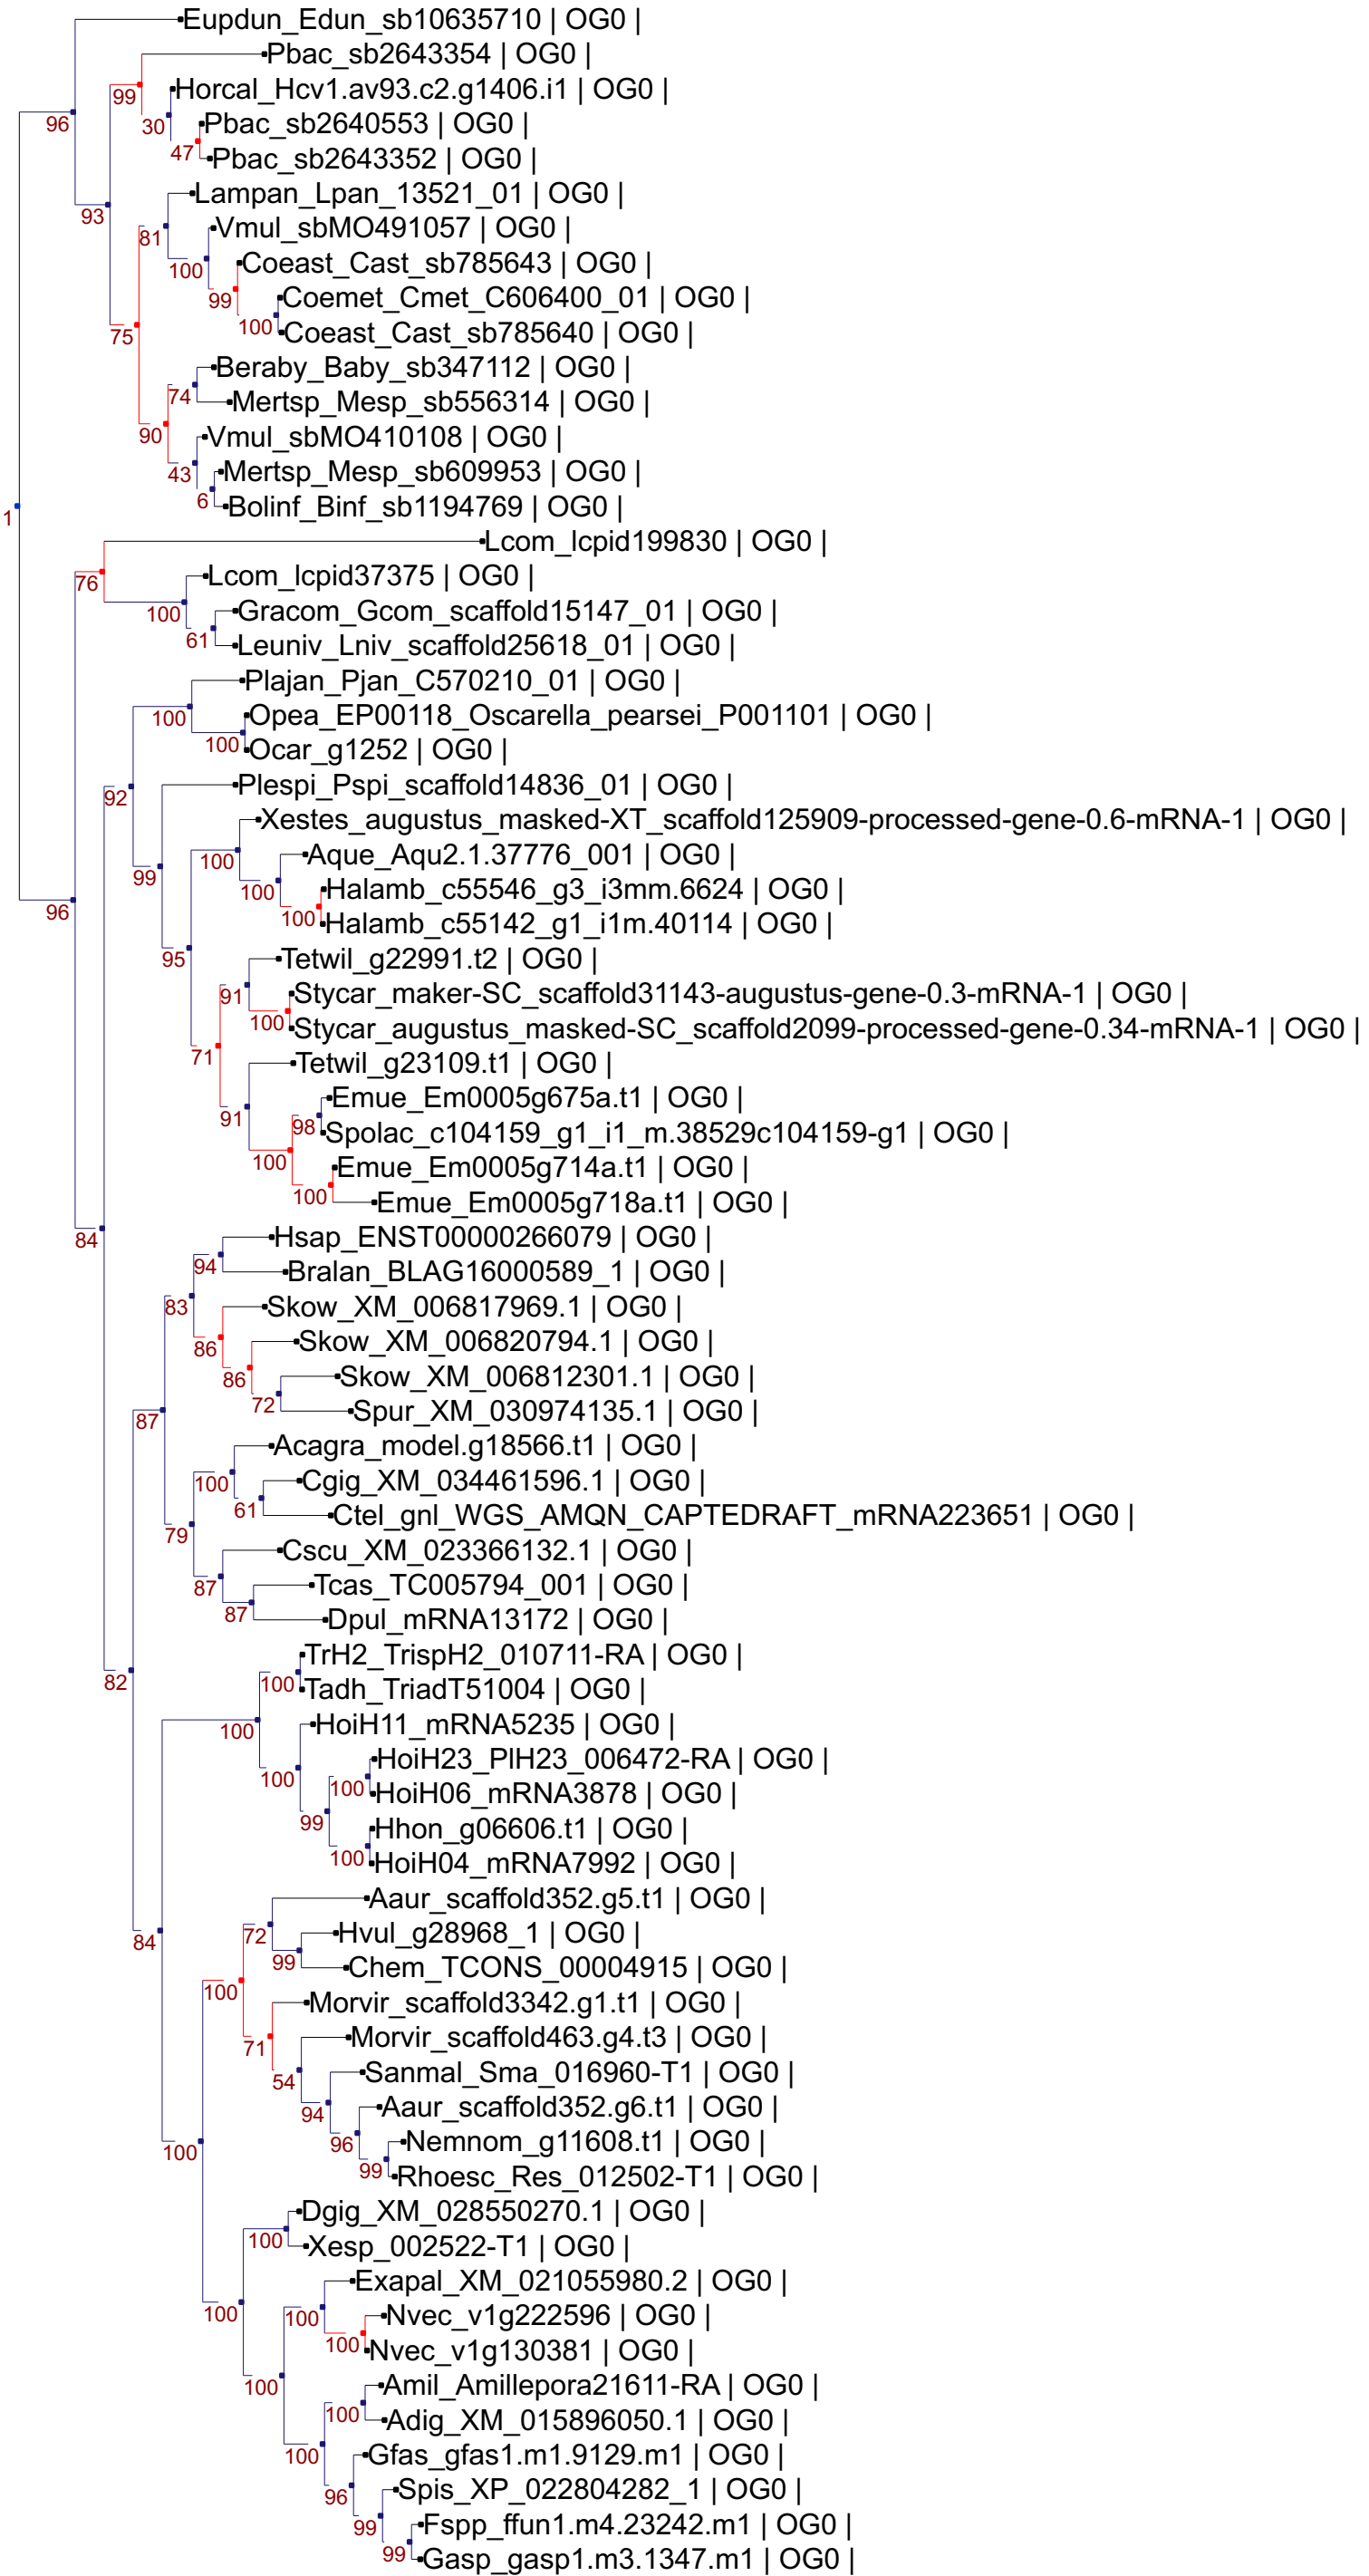 Eupdun_Edun_sb10635710 | OG0 |
Pbac_sb2643354 | OG0 |
99
Horcal_Hcv1.av93.c2.g1406.i1 | OG0 |
96
30
Pbac_sb2640553 | OG0 |
47
Pbac_sb2643352 | OG0 |
Lampan_Lpan_13521_01 | OG0 |
93
Vmul_sbMO491057 | OG0 |
81
Coeast_Cast_sb785643 | OG0 |
100
Coemet_Cmet_C606400_01 | OG0 |
99
100
Coeast_Cast_sb785640 | OG0 |
75
Beraby_Baby_sb347112 | OG0 |
74
Mertsp_Mesp_sb556314 | OG0 |
90
Vmul_sbMO410108 | OG0 |
43
Mertsp_Mesp_sb609953 | OG0 |
6
Bolinf_Binf_sb1194769 | OG0 |
1
Lcom_lcpid199830 | OG0 |
76
Lcom_lcpid37375 | OG0 |
100
Gracom_Gcom_scaffold15147_01 | OG0 |
61
Leuniv_Lniv_scaffold25618_01 | OG0 |
Plajan_Pjan_C570210_01 | OG0 |
100
Opea_EP00118_Oscarella_pearsei_P001101 | OG0 |
100
Ocar_g1252 | OG0 |
Plespi_Pspi_scaffold14836_01 | OG0 |
92
Xestes_augustus_masked-XT_scaffold125909-processed-gene-0.6-mRNA-1 | OG0 |
100
Aque_Aqu2.1.37776_001 | OG0 |
99
100
Halamb_c55546_g3_i3mm.6624 | OG0 |
96
100
Halamb_c55142_g1_i1m.40114 | OG0 |
95
Tetwil_g22991.t2 | OG0 |
91
Stycar_maker-SC_scaffold31143-augustus-gene-0.3-mRNA-1 | OG0 |
100
Stycar_augustus_masked-SC_scaffold2099-processed-gene-0.34-mRNA-1 | OG0 |
71
Tetwil_g23109.t1 | OG0 |
Emue_Em0005g675a.t1 | OG0 |
91
98
Spolac_c104159_g1_i1_m.38529c104159-g1 | OG0 |
100
Emue_Em0005g714a.t1 | OG0 |
100
Emue_Em0005g718a.t1 | OG0 |
84
Hsap_ENST00000266079 | OG0 |
94
Bralan_BLAG16000589_1 | OG0 |
83
Skow_XM_006817969.1 | OG0 |
86
Skow_XM_006820794.1 | OG0 |
86
Skow_XM_006812301.1 | OG0 |
72
Spur_XM_030974135.1 | OG0 |
87
Acagra_model.g18566.t1 | OG0 |
100
Cgig_XM_034461596.1 | OG0 |
61
Ctel_gnl_WGS_AMQN_CAPTEDRAFT_mRNA223651 | OG0 |
79
Cscu_XM_023366132.1 | OG0 |
87
Tcas_TC005794_001 | OG0 |
87
Dpul_mRNA13172 | OG0 |
TrH2_TrispH2_010711-RA | OG0 |
82
100
Tadh_TriadT51004 | OG0 |
100
HoiH11_mRNA5235 | OG0 |
100
HoiH23_PlH23_006472-RA | OG0 |
100
HoiH06_mRNA3878 | OG0 |
99
Hhon_g06606.t1 | OG0 |
100
HoiH04_mRNA7992 | OG0 |
Aaur_scaffold352.g5.t1 | OG0 |
84
72
Hvul_g28968_1 | OG0 |
99
Chem_TCONS_00004915 | OG0 |
100
Morvir_scaffold3342.g1.t1 | OG0 |
71
Morvir_scaffold463.g4.t3 | OG0 |
54
Sanmal_Sma_016960-T1 | OG0 |
94
Aaur_scaffold352.g6.t1 | OG0 |
96
Nemnom_g11608.t1 | OG0 |
100
99
Rhoesc_Res_012502-T1 | OG0 |
Dgig_XM_028550270.1 | OG0 |
100
Xesp_002522-T1 | OG0 |
Exapal_XM_021055980.2 | OG0 |
100
100
Nvec_v1g222596 | OG0 |
100
Nvec_v1g130381 | OG0 |
100
Amil_Amillepora21611-RA | OG0 |
100
Adig_XM_015896050.1 | OG0 |
100
Gfas_gfas1.m1.9129.m1 | OG0 |
96
Spis_XP_022804282_1 | OG0 |
99
Fspp_ffun1.m4.23242.m1 | OG0 |
99
Gasp_gasp1.m3.1347.m1 | OG0 |